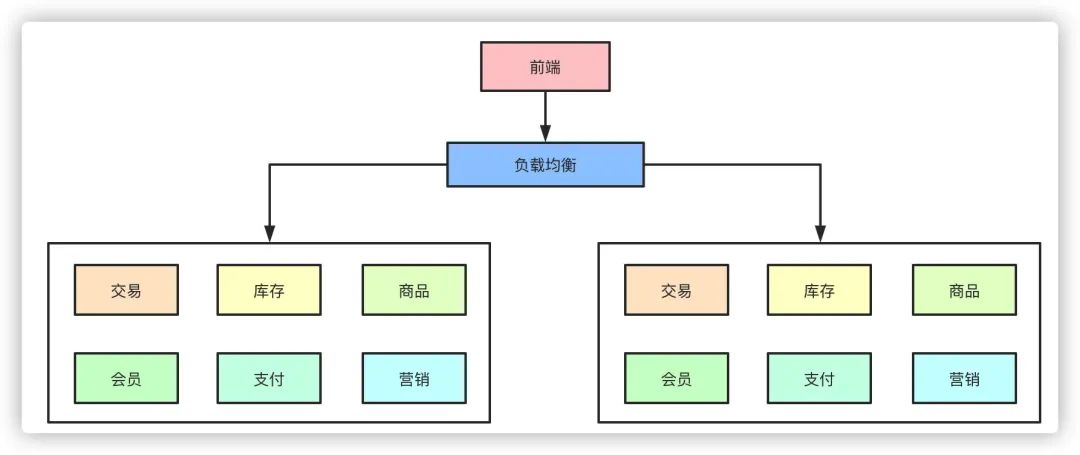 前端
负载均衡
交易 库存 商品
会员 支付 营销
交易 库存 商品
会员 支付 营销